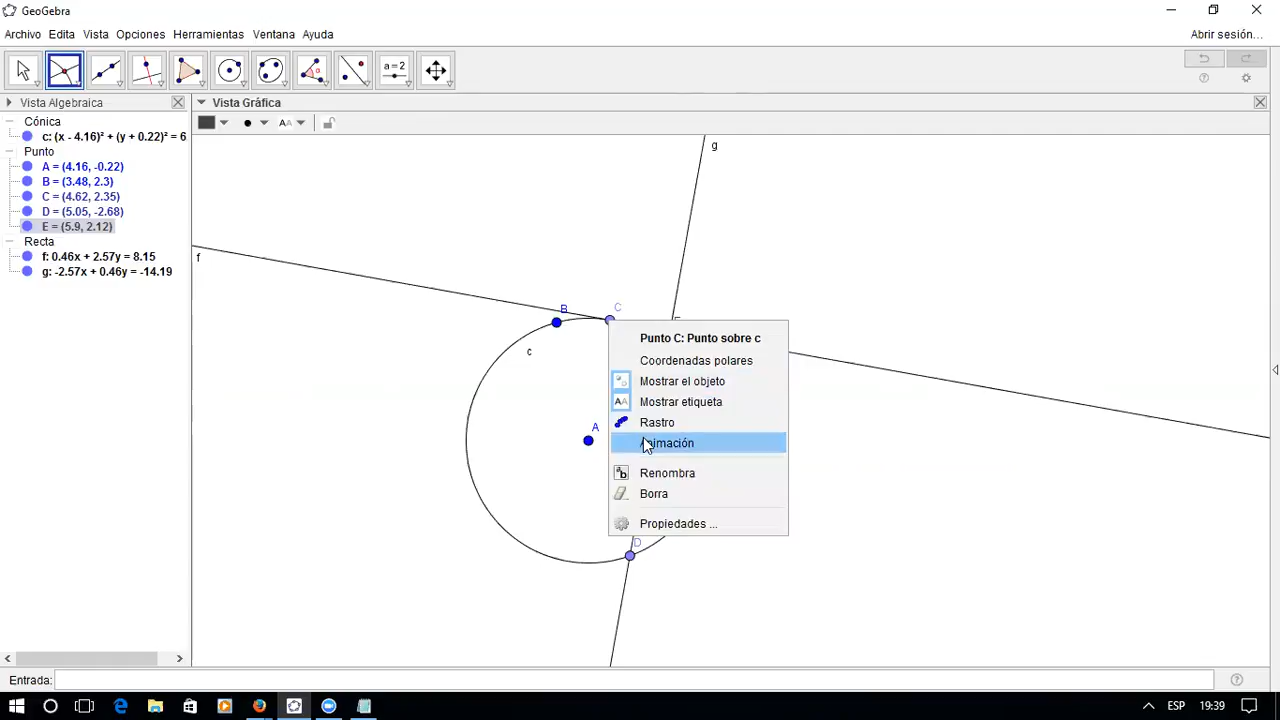 GeoGebra
Archivo Edita Vista Opciones Herramientas Ventana Ayuda
Abrir sesión...
a = 2
Vista Algebraica
Vista Gráfica
AA
Cónica
c: (x - 4.16)² + (y + 0.22)² = 6
Punto
A = (4.16, -0.22)
B = (3.48, 2.3)
C = (4.62, 2.35)
D = (5.05, -2.68)
E = (5.9, 2.12)
Recta
f: 0.46x + 2.57y = 8.15
g: -2.57x + 0.46y = -14.19
g
f
B
C
c
A
D
Punto C: Punto sobre c
Coordenadas polares
Mostrar el objeto
AA Mostrar etiqueta
Rastro
Animación
Renombra
Borra
Propiedades ...
Entrada:
ESP 19:39